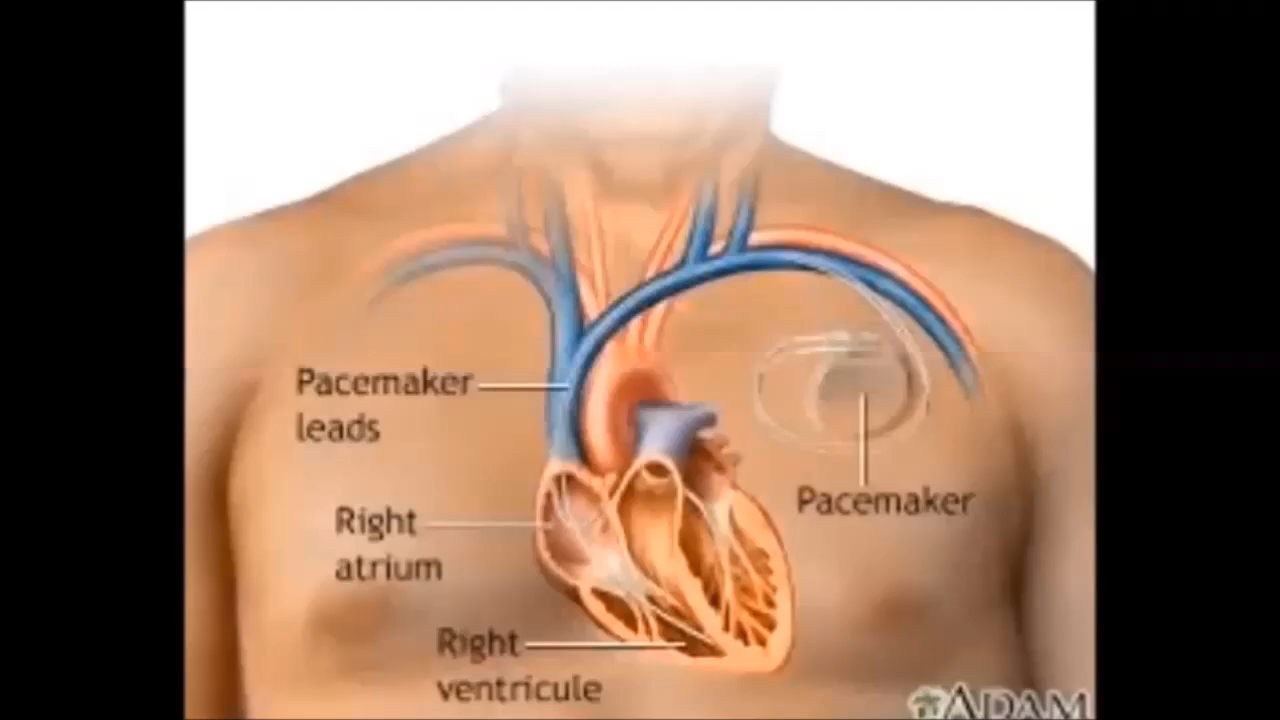 Pacemaker
leads
Right
atrium
Pacemaker
Right
ventricule
ADAM